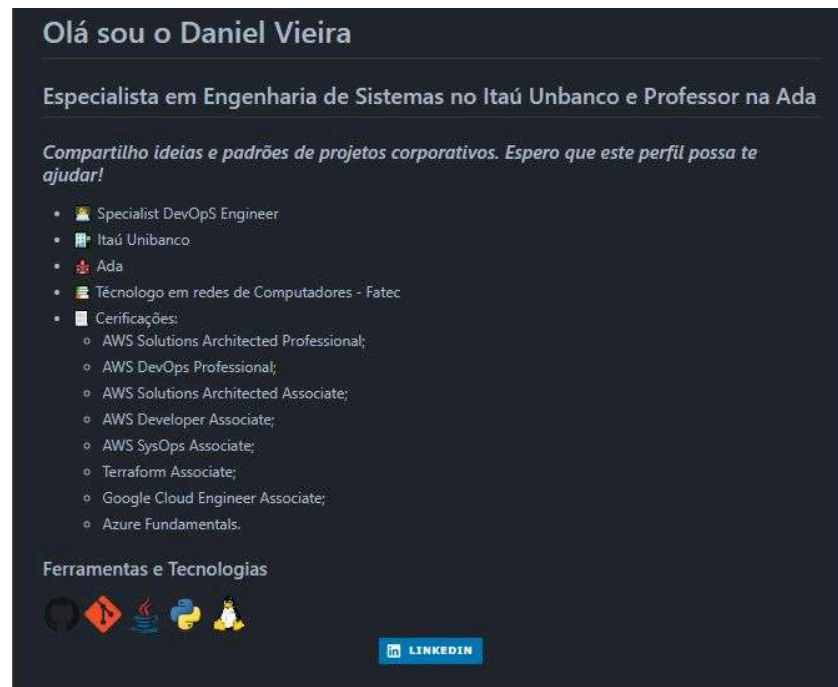 Olá sou o Daniel Vieira
Especialista em Engenharia de Sistemas no Itaú Unbanco e Professor na Ada
Compartilho ideias e padrões de projetos corporativos. Espero que este perfil possa te
ajudar!
Specialist DevOpS Engineer
Itaú Unibanco
Ada
Técnologo em redes de Computadores - Fatec
Cerificações:
AWS Solutions Architected Professional;
AWS DevOps Professional;
AWS Solutions Architected Associate;
AWS Developer Associate;
AWS SysOps Associate;
Terraform Associate;
Google Cloud Engineer Associate;
Azure Fundamentals.
Ferramentas e Tecnologias
in LINKEDIN